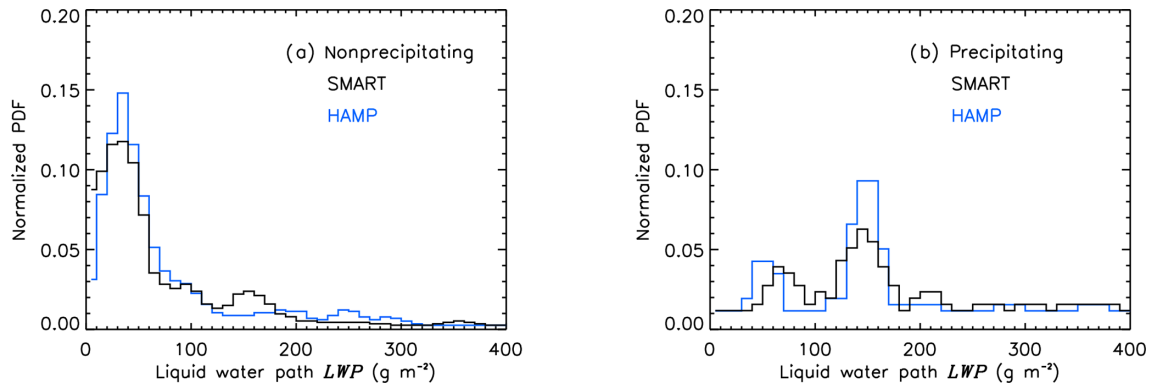 0.20
(a) Nonprecipitating
SMART
HAMP
0.15
0.10
0.05
0.00
Normalized PDF
0 100 200 300 400
Liquid water path LWP (g m⁻²)
0.20
(b) Precipitating
SMART
HAMP
0.15
0.10
0.05
0.00
Normalized PDF
0 100 200 300 400
Liquid water path LWP (g m⁻²)